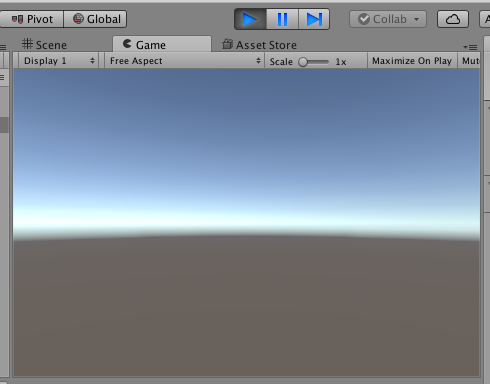 Pivot Global Collab
Scene Game Asset Store
Display 1 Free Aspect Scale 1x Maximize On Play Mut